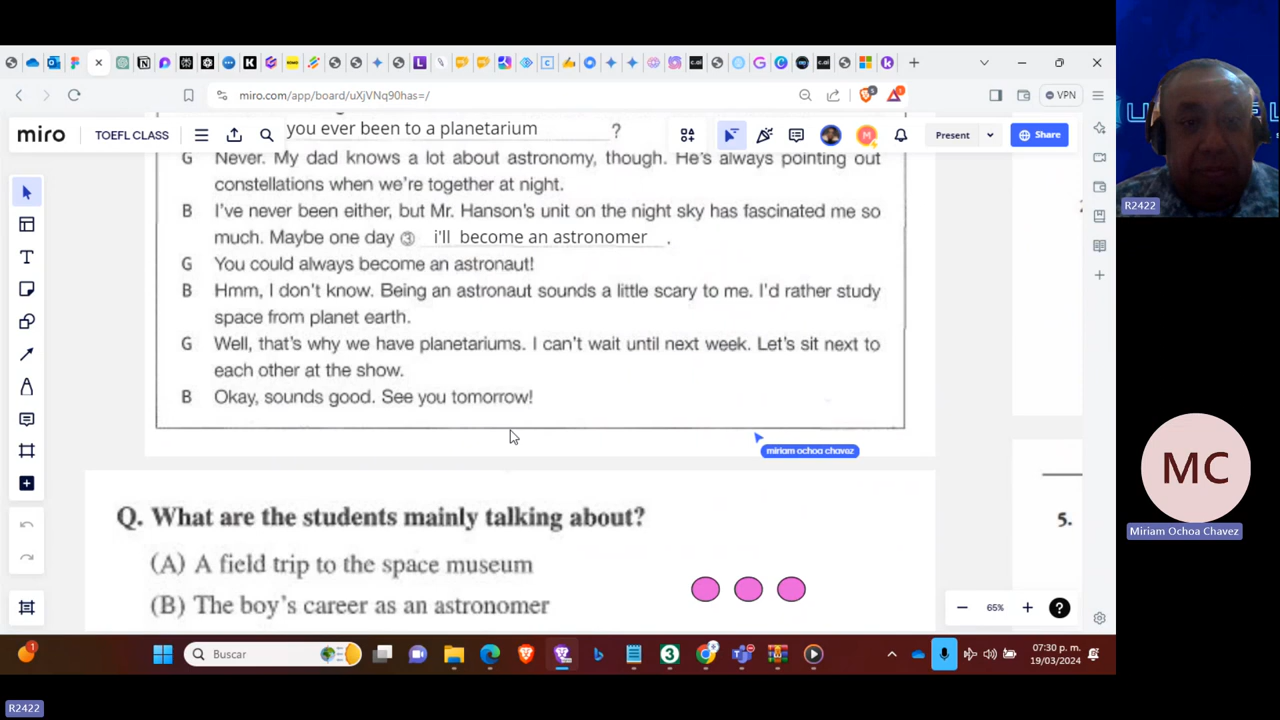 miro.com/app/board/uXjVNq90has=/
VPN
miro
TOEFL CLASS
Present
Share
you ever been to a planetarium ?
G Never. My dad knows a lot about astronomy, though. He's always pointing out
constellations when we're together at night.
B I've never been either, but Mr. Hanson's unit on the night sky has fascinated me so
much. Maybe one day ③ i'll become an astronomer .
G You could always become an astronaut!
B Hmm, I don't know. Being an astronaut sounds a little scary to me. I'd rather study
space from planet earth.
G Well, that's why we have planetariums. I can't wait until next week. Let's sit next to
each other at the show.
B Okay, sounds good. See you tomorrow!
miriam ochoa chavez
Q. What are the students mainly talking about?
(A) A field trip to the space museum
(B) The boy's career as an astronomer
5.
65%
Buscar
07:30 p. m.
19/03/2024
R2422
MC
Miriam Ochoa Chavez
R2422